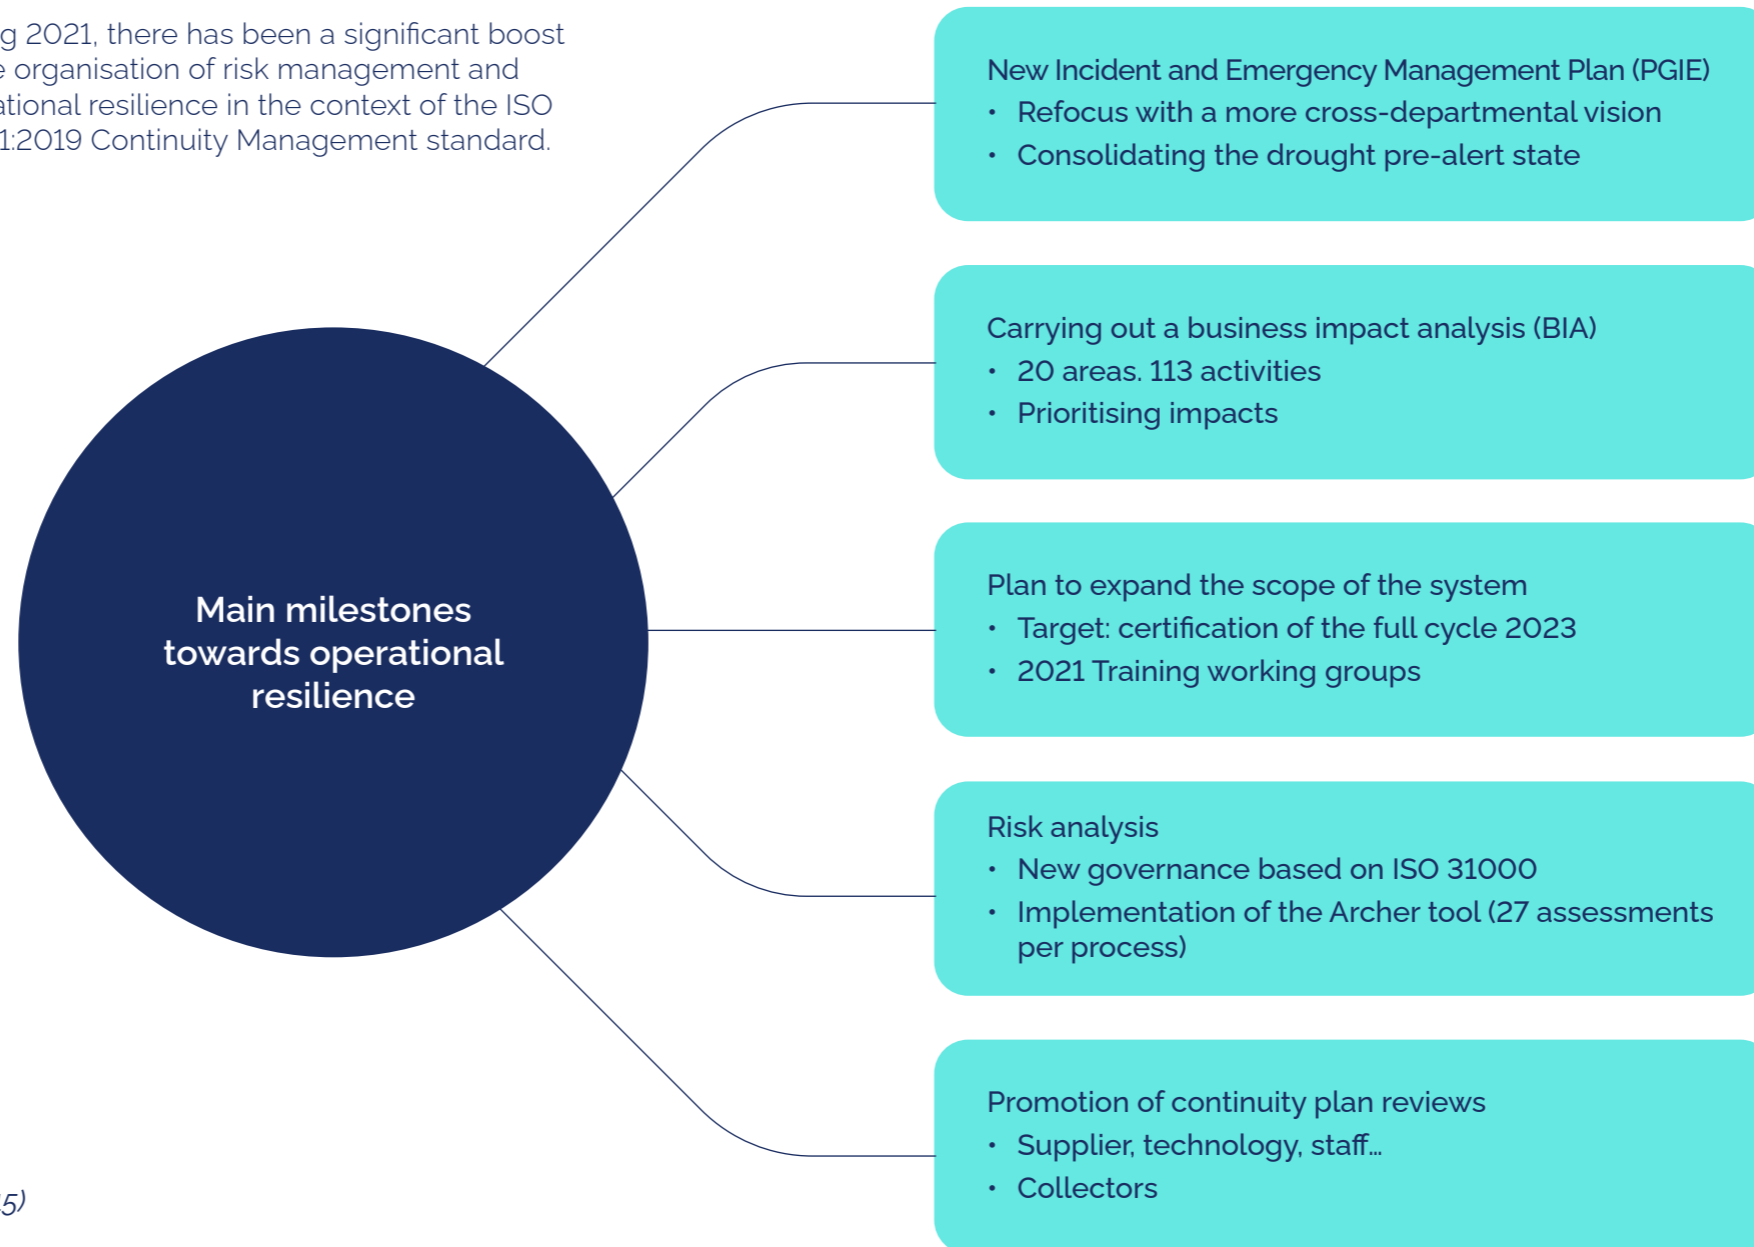 g 2021, there has been a significant boost
e organisation of risk management and
ational resilience in the context of the ISO
1:2019 Continuity Management standard.
Main milestones
towards operational
resilience
New Incident and Emergency Management Plan (PGIE)
• Refocus with a more cross-departmental vision
• Consolidating the drought pre-alert state
Carrying out a business impact analysis (BIA)
• 20 areas. 113 activities
• Prioritising impacts
Plan to expand the scope of the system
• Target: certification of the full cycle 2023
• 2021 Training working groups
Risk analysis
• New governance based on ISO 31000
• Implementation of the Archer tool (27 assessments
per process)
Promotion of continuity plan reviews
• Supplier, technology, staff…
• Collectors
5)